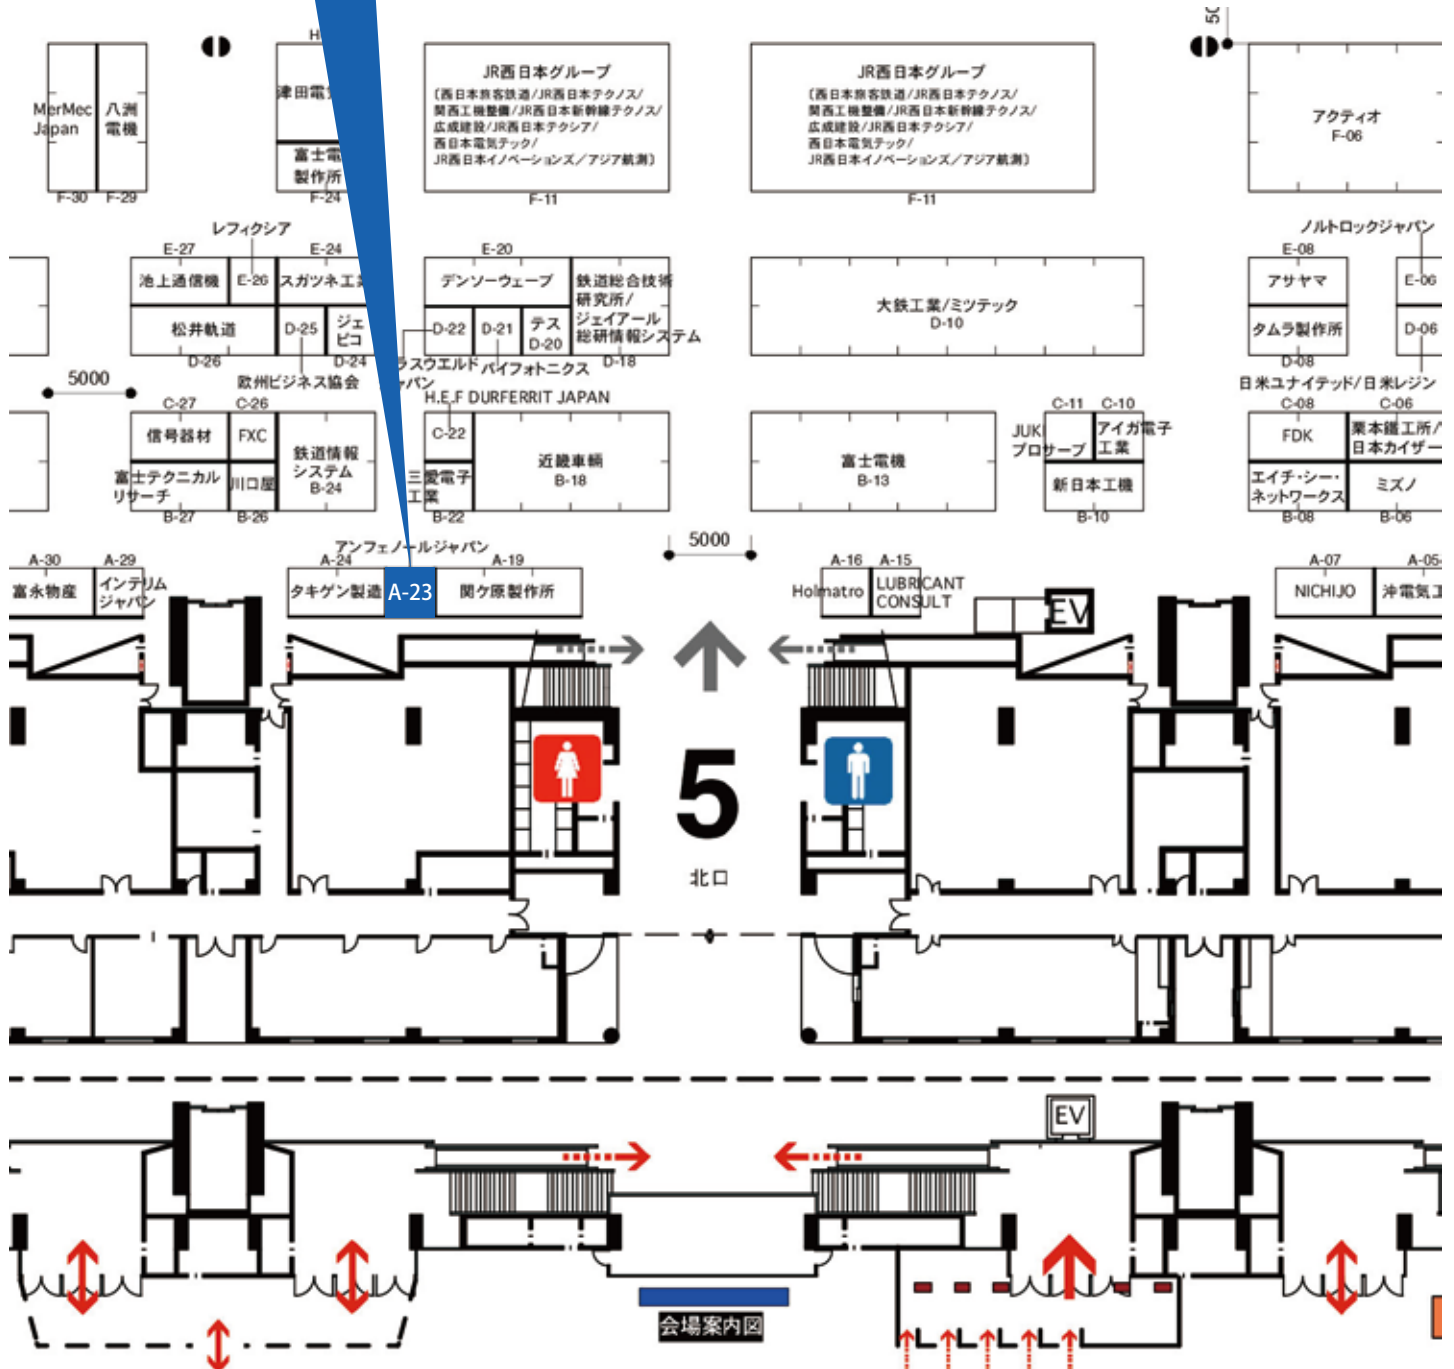 50
H
MerMec
Japan
八洲
電機
津田電
富士電
製作所
F-24
F-30
F-29
JR西日本グループ
〔西日本旅客鉄道/JR西日本テクノス/
関西工機整備/JR西日本新幹線テクノス/
広成建設/JR西日本テクシア/
西日本電気テック/
JR西日本イノベーションズ/アジア航測〕
F-11
JR西日本グループ
〔西日本旅客鉄道/JR西日本テクノス/
関西工機整備/JR西日本新幹線テクノス/
広成建設/JR西日本テクシア/
西日本電気テック/
JR西日本イノベーションズ/アジア航測〕
F-11
アクティオ
F-06
レフィクシア
E-27
E-24
池上通信機
E-26
スガツネ工
E-20
デンソーウェーブ
鉄道総合技術
研究所/
ジェイアール
総研情報システム
D-18
大鉄工業/ミツテック
D-10
ノルトロックジャパン
E-08
アサヤマ
E-06
松井軌道
D-26
D-25
ジェ
ピコ
D-24
D-22
D-21
テス
D-20
タムラ製作所
D-08
D-06
欧州ビジネス協会
ラスウエルド
ャパン
パイフォトニクス
日米ユナイテッド/日米レジン
5000
H.E.F DURFERRIT JAPAN
C-27
C-26
信号器材
FXC
鉄道情報
システム
B-24
C-22
近畿車輛
B-18
富士電機
B-13
C-11
C-10
JUKI
プロサーブ
アイガ電子
工業
C-08
FDK
C-06
栗本鐵工所/
日本カイザー
富士テクニカル
リサーチ
B-27
川口屋
B-26
三愛電子
工業
B-22
新日本工機
B-10
エイチ・シー・
ネットワークス
B-08
ミズノ
B-06
アンフェノールジャパン
5000
A-30
富永物産
A-29
インテリム
ジャパン
A-24
タキゲン製造
A-23
A-19
関ケ原製作所
A-16
Holmatro
A-15
LUBRICANT
CONSULT
A-07
NICHIJO
A-05
沖電気工
EV
5
北口
EV
会場案内図